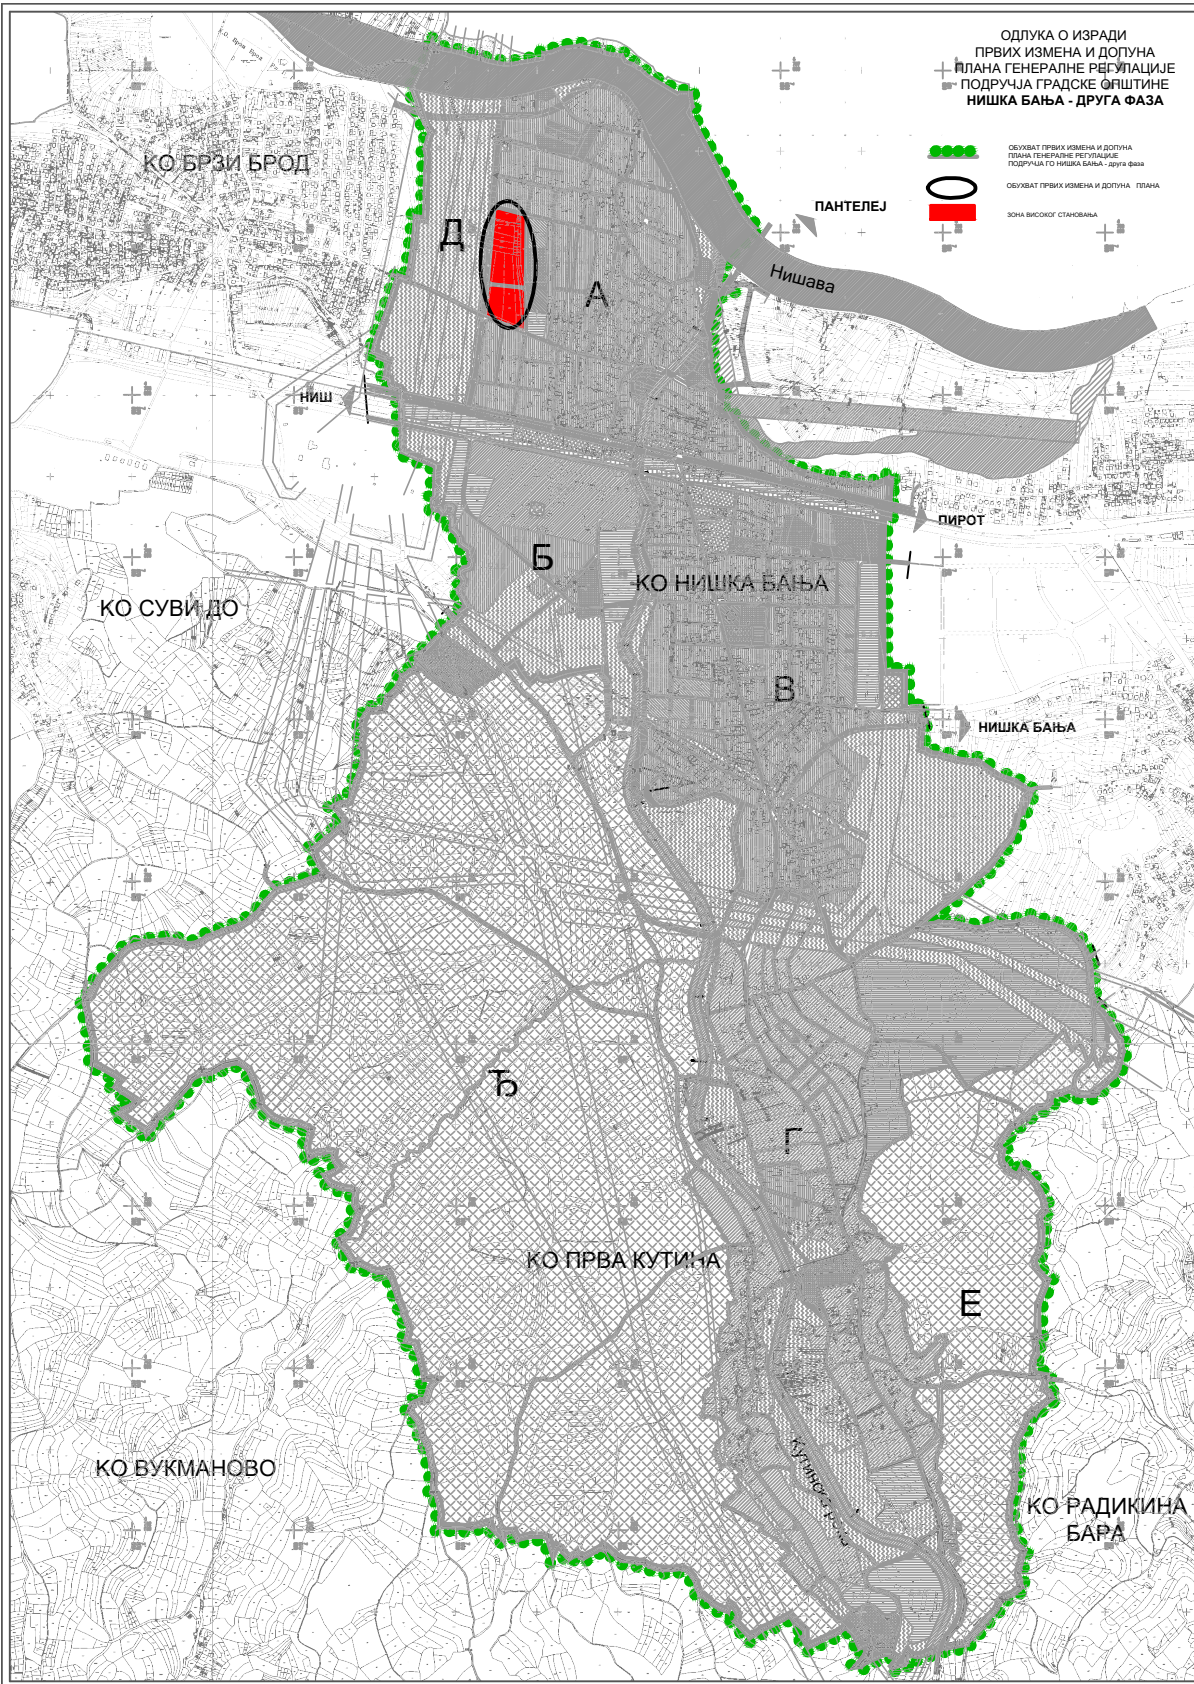 ОДЛУКА О ИЗРАДИ
ПРВИХ ИЗМЕНА И ДОПУНА
ПЛАНА ГЕНЕРАЛНЕ РЕГУЛАЦИЈЕ
ПОДРУЧЈА ГРАДСКЕ ОПШТИНЕ
НИШКА БАЊА - ДРУГА ФАЗА
ОБУХВАТ ПРВИХ ИЗМЕНА И ДОПУНА
ПЛАНА ГЕНЕРАЛНЕ РЕГУЛАЦИЈЕ
ПОДРУЧЈА ГО НИШКА БАЊА - друга фаза
ОБУХВАТ ПРВИХ ИЗМЕНА И ДОПУНА ПЛАНА
ЗОНА ВИСОКОГ СТАНОВАЊА
КО БРЗИ БРОД
ПАНТЕЛЕЈ
Д
Нишава
А
НИШ
ПИРОТ
Б
КО НИШКА БАЊА
КО СУВИ ДО
В
НИШКА БАЊА
Ђ
Г
КО ПРВА КУТИНА
Е
КО ВУКМАНОВО
Кутинска река
КО РАДИКИНА
БАРА